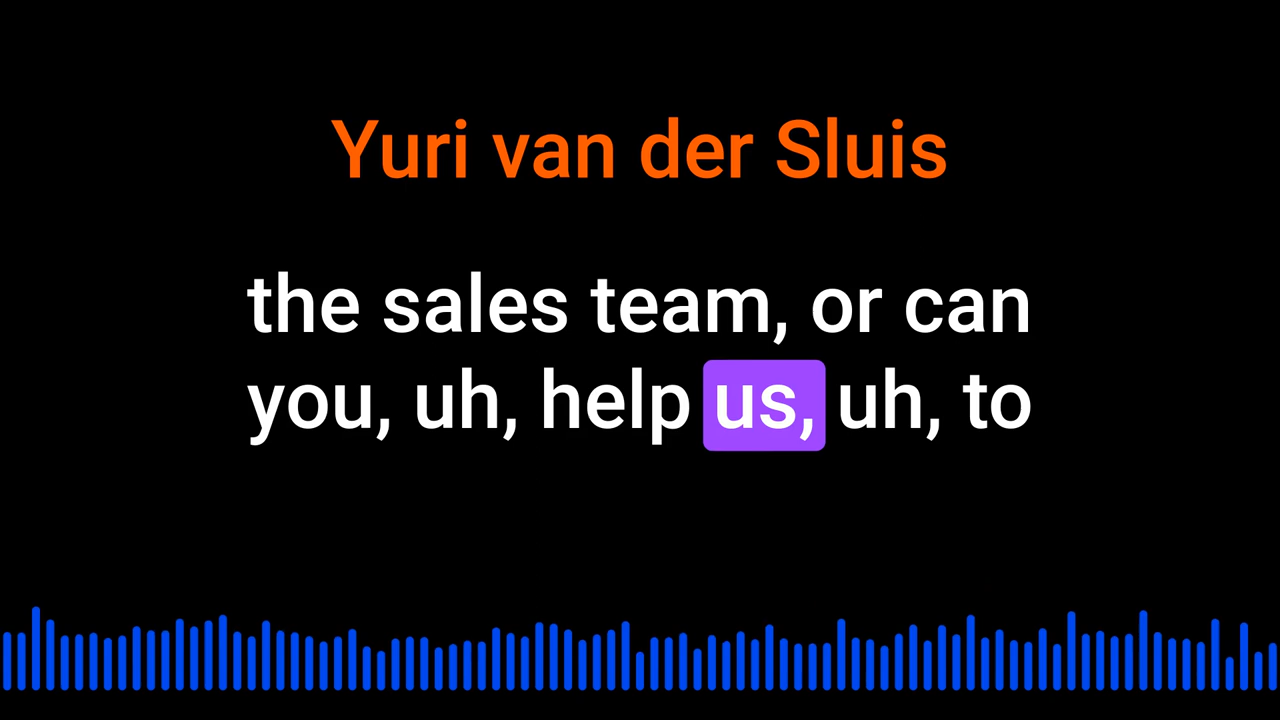 Yuri van der Sluis
the sales team, or can
you, uh, help us, uh, to